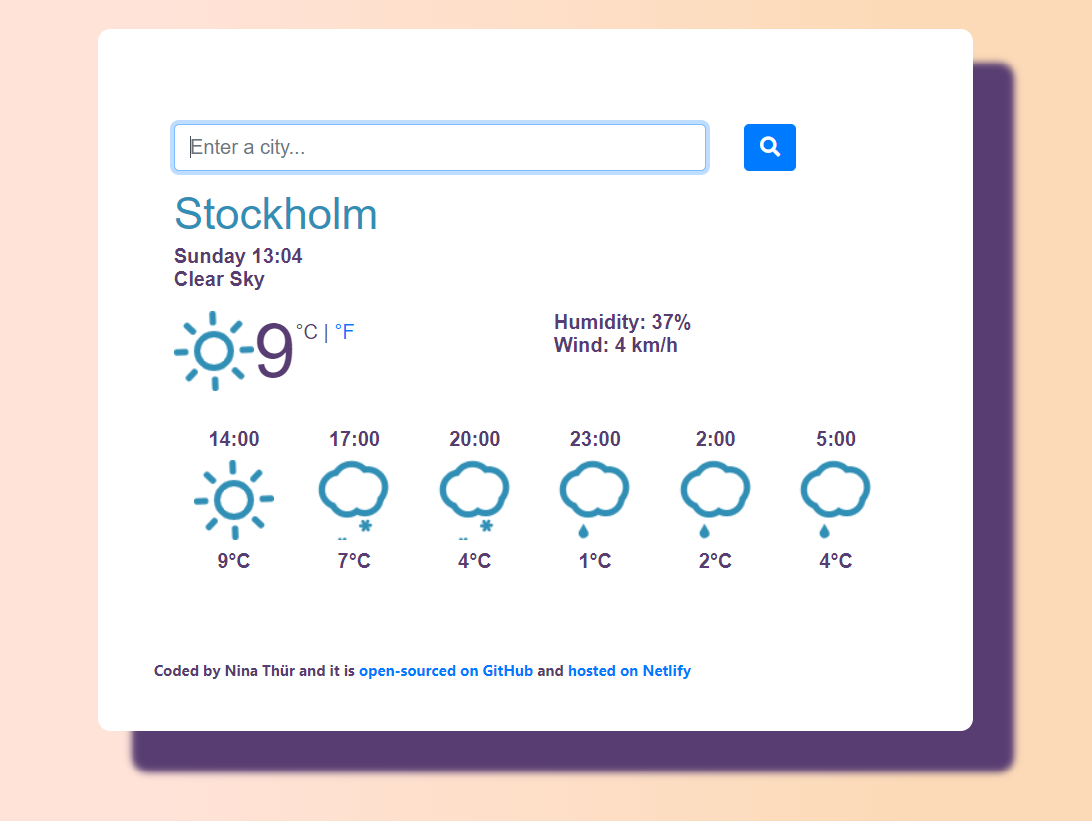 Enter a city...
Stockholm
Sunday 13:04
Clear Sky
9 °C | °F
Humidity: 37%
Wind: 4 km/h
14:00 17:00 20:00 23:00 2:00 5:00
9°C 7°C 4°C 1°C 2°C 4°C
Coded by Nina Thür and it is open-sourced on GitHub and hosted on Netlify